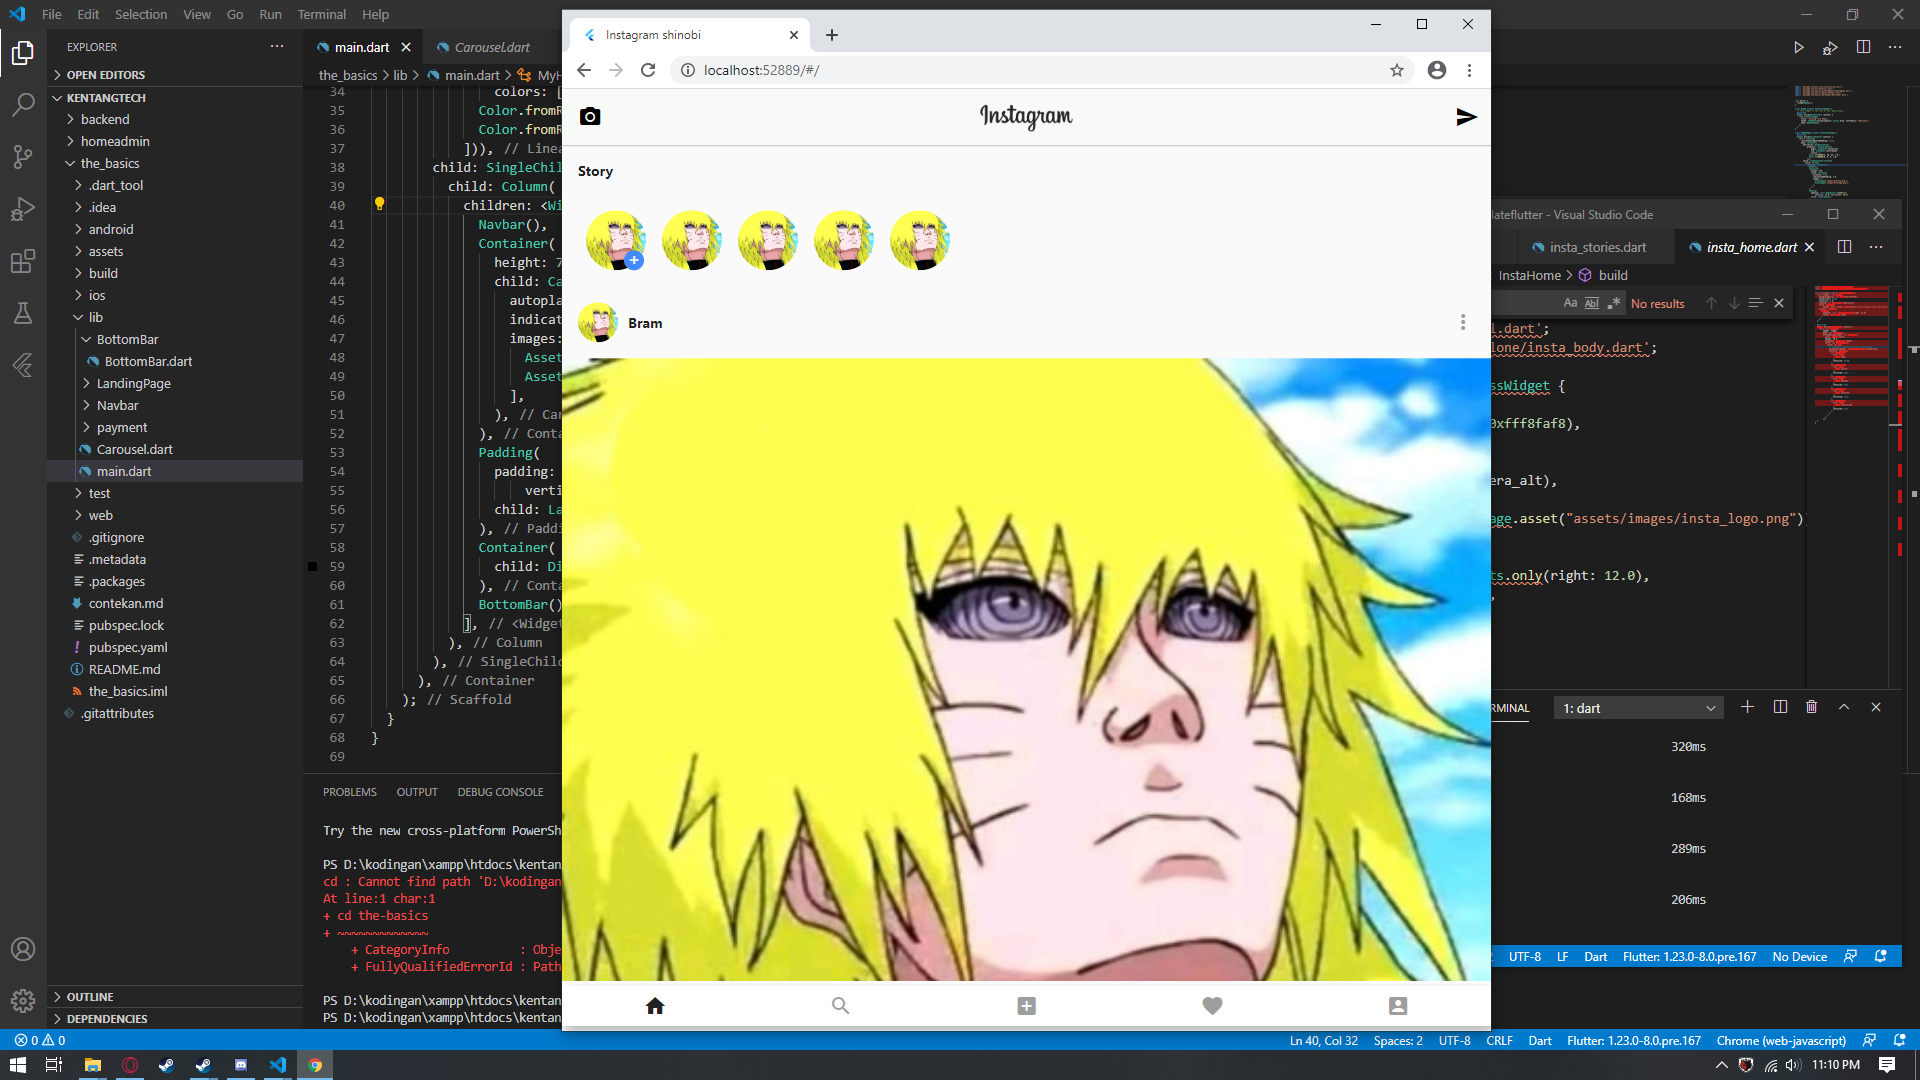 File Edit Selection View Go Run Terminal Help
EXPLORER
OPEN EDITORS
KENTANGTECH
backend
homeadmin
the_basics
.dart_tool
.idea
android
assets
build
ios
lib
BottomBar
BottomBar.dart
LandingPage
Navbar
payment
Carousel.dart
main.dart
test
web
.gitignore
.metadata
.packages
contekan.md
pubspec.lock
pubspec.yaml
README.md
the_basics.iml
.gitattributes
OUTLINE
DEPENDENCIES
main.dart Carousel.dart
the_basics > lib > main.dart > MyH
34 colors: [
35 Color.fromR
36 Color.fromR
37 ])), // Linea
38 child: SingleChil
39 child: Column(
40 children: <Wi
41 Navbar(),
42 Container(
43 height: 7
44 child: Ca
45 autopla
46 indicat
47 images:
48 Asset
49 Asset
50 ],
51 ), // Car
52 ), // Conta
53 Padding(
54 padding:
55 verti
56 child: La
57 ), // Paddi
58 Container(
59 child: Di
60 ), // Conta
61 BottomBar()
62 ], // <Widget
63 ), // Column
64 ), // SingleChild
65 ), // Container
66 ); // Scaffold
67 }
68 }
69
PROBLEMS OUTPUT DEBUG CONSOLE
Try the new cross-platform PowerSh
PS D:\kodingan\xampp\htdocs\kentan
cd : Cannot find path 'D:\kodingan
At line:1 char:1
+ cd the-basics
+ ~~~~~~~~~~~~~
+ CategoryInfo : Obje
+ FullyQualifiedErrorId : Path
PS D:\kodingan\xampp\htdocs\kentan
PS D:\kodingan\xampp\htdocs\kentan
Instagram shinobi
localhost:52889/#/
Instagram
Story
Bram
lateflutter - Visual Studio Code
insta_stories.dart insta_home.dart
InstaHome > build
Aa Abl .* No results
l.dart';
lone/insta_body.dart';
ssWidget {
0xfff8faf8),
era_alt),
age.asset("assets/images/insta_logo.png")
ts.only(right: 12.0),
RMINAL 1: dart
320ms
168ms
289ms
206ms
UTF-8 LF Dart Flutter: 1.23.0-8.0.pre.167 No Device
0 0 Ln 40, Col 32 Spaces: 2 UTF-8 CRLF Dart Flutter: 1.23.0-8.0.pre.167 Chrome (web-javascript)
11:10 PM